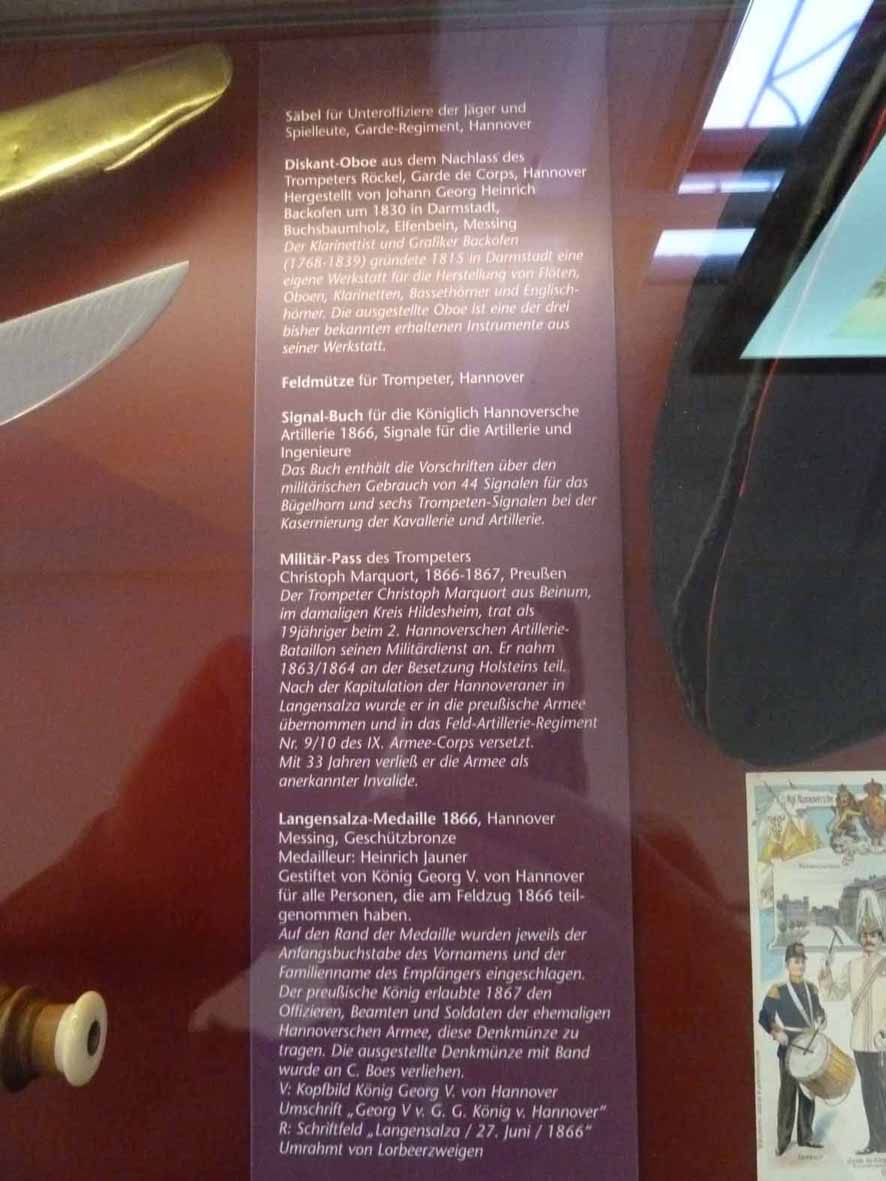 Säbel für Unteroffiziere der Jäger und
Spielleute, Garde-Regiment, Hannover
Diskant-Oboe aus dem Nachlass des
Trompeters Röckel, Garde de Corps, Hannover
Hergestellt von Johann Georg Heinrich
Backofen um 1830 in Darmstadt,
Buchsbaumholz, Elfenbein, Messing
Der Klarinettist und Grafiker Backofen
(1768-1839) gründete 1815 in Darmstadt eine
eigene Werkstatt für die Herstellung von Flöten,
Oboen, Klarinetten, Bassethörner und Englisch-
hörner. Die ausgestellte Oboe ist eine der drei
bisher bekannten erhaltenen Instrumente aus
seiner Werkstatt.
Feldmütze für Trompeter, Hannover
Signal-Buch für die Königlich Hannoversche
Artillerie 1866, Signale für die Artillerie und
Ingenieure
Das Buch enthält die Vorschriften über den
militärischen Gebrauch von 44 Signalen für das
Bügelhorn und sechs Trompeten-Signalen bei der
Kasernierung der Kavallerie und Artillerie.
Militär-Pass des Trompeters
Christoph Marquort, 1866-1867, Preußen
Der Trompeter Christoph Marquort aus Beinum,
im damaligen Kreis Hildesheim, trat als
19jähriger beim 2. Hannoverschen Artillerie-
Bataillon seinen Militärdienst an. Er nahm
1863/1864 an der Besetzung Holsteins teil.
Nach der Kapitulation der Hannoveraner in
Langensalza wurde er in die preußische Armee
übernommen und in das Feld-Artillerie-Regiment
Nr. 9/10 des IX. Armee-Corps versetzt.
Mit 33 Jahren verließ er die Armee als
anerkannter Invalide.
Langensalza-Medaille 1866, Hannover
Messing, Geschützbronze
Medailleur: Heinrich Jauner
Gestiftet von König Georg V. von Hannover
für alle Personen, die am Feldzug 1866 teil-
genommen haben.
Auf den Rand der Medaille wurden jeweils der
Anfangsbuchstabe des Vornamens und der
Familienname des Empfängers eingeschlagen.
Der preußische König erlaubte 1867 den
Offizieren, Beamten und Soldaten der ehemaligen
Hannoverschen Armee, diese Denkmünze zu
tragen. Die ausgestellte Denkmünze mit Band
wurde an C. Boes verliehen.
V: Kopfbild König Georg V. von Hannover
Umschrift „Georg V v. G. G. König v. Hannover“
R: Schriftfeld „Langensalza / 27. Juni / 1866“
Umrahmt von Lorbeerzweigen